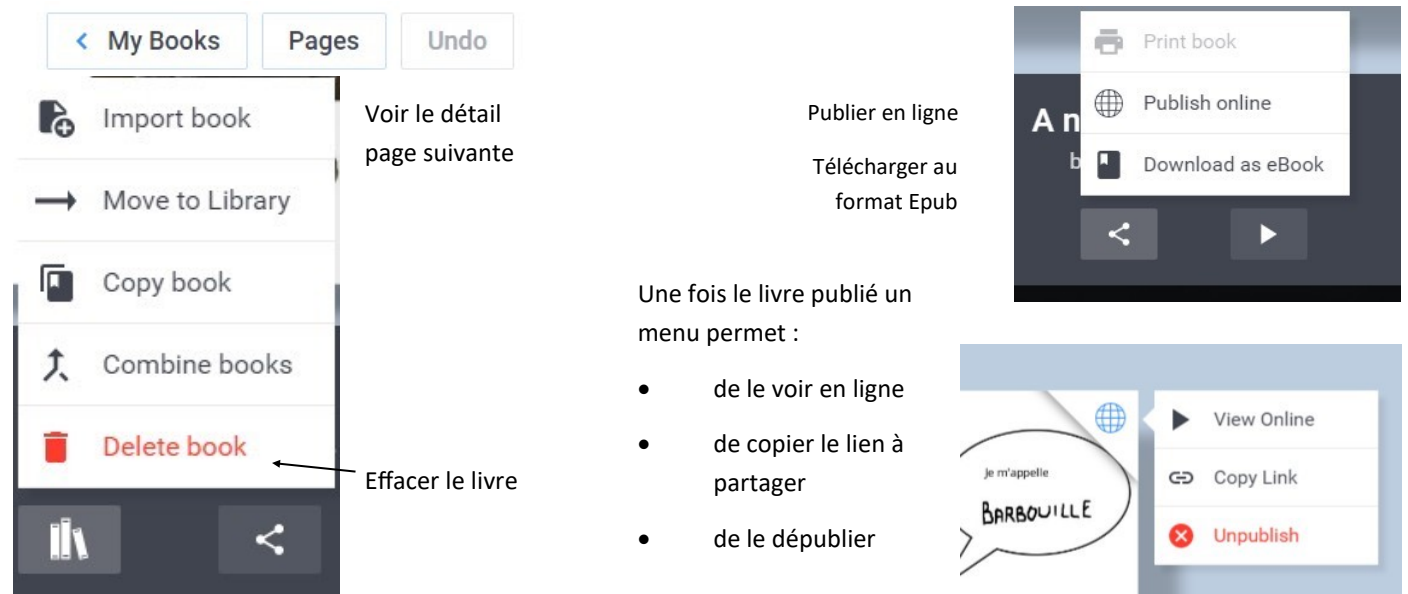 My Books
Pages
Undo
Import book
Move to Library
Copy book
Combine books
Delete book
Voir le détail
page suivante
Effacer le livre
Publier en ligne
Télécharger au
format Epub
Print book
Publish online
Download as eBook
A n
b
Une fois le livre publié un
menu permet :
• de le voir en ligne
• de copier le lien à
partager
• de le dépublier
Je m'appelle
BARBOUILLE
View Online
Copy Link
Unpublish